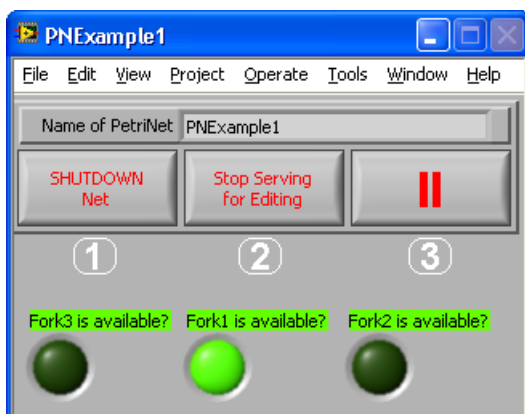 PNExample1
File Edit View Project Operate Tools Window Help
Name of PetriNet PNExample1
SHUTDOWN
Net
Stop Serving
for Editing
1 2 3
Fork3 is available? Fork1 is available? Fork2 is available?